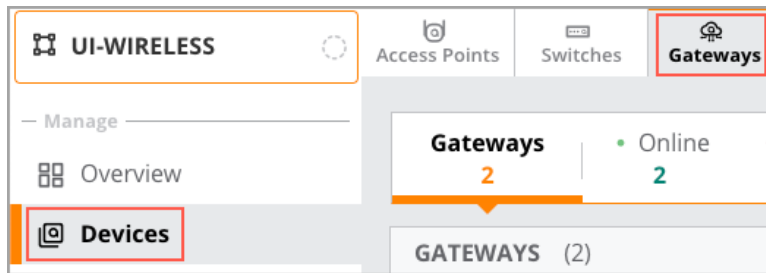 UI-WIRELESS
Access Points
Switches
Gateways
Manage
Overview
Devices
Gateways
2
Online
2
GATEWAYS (2)